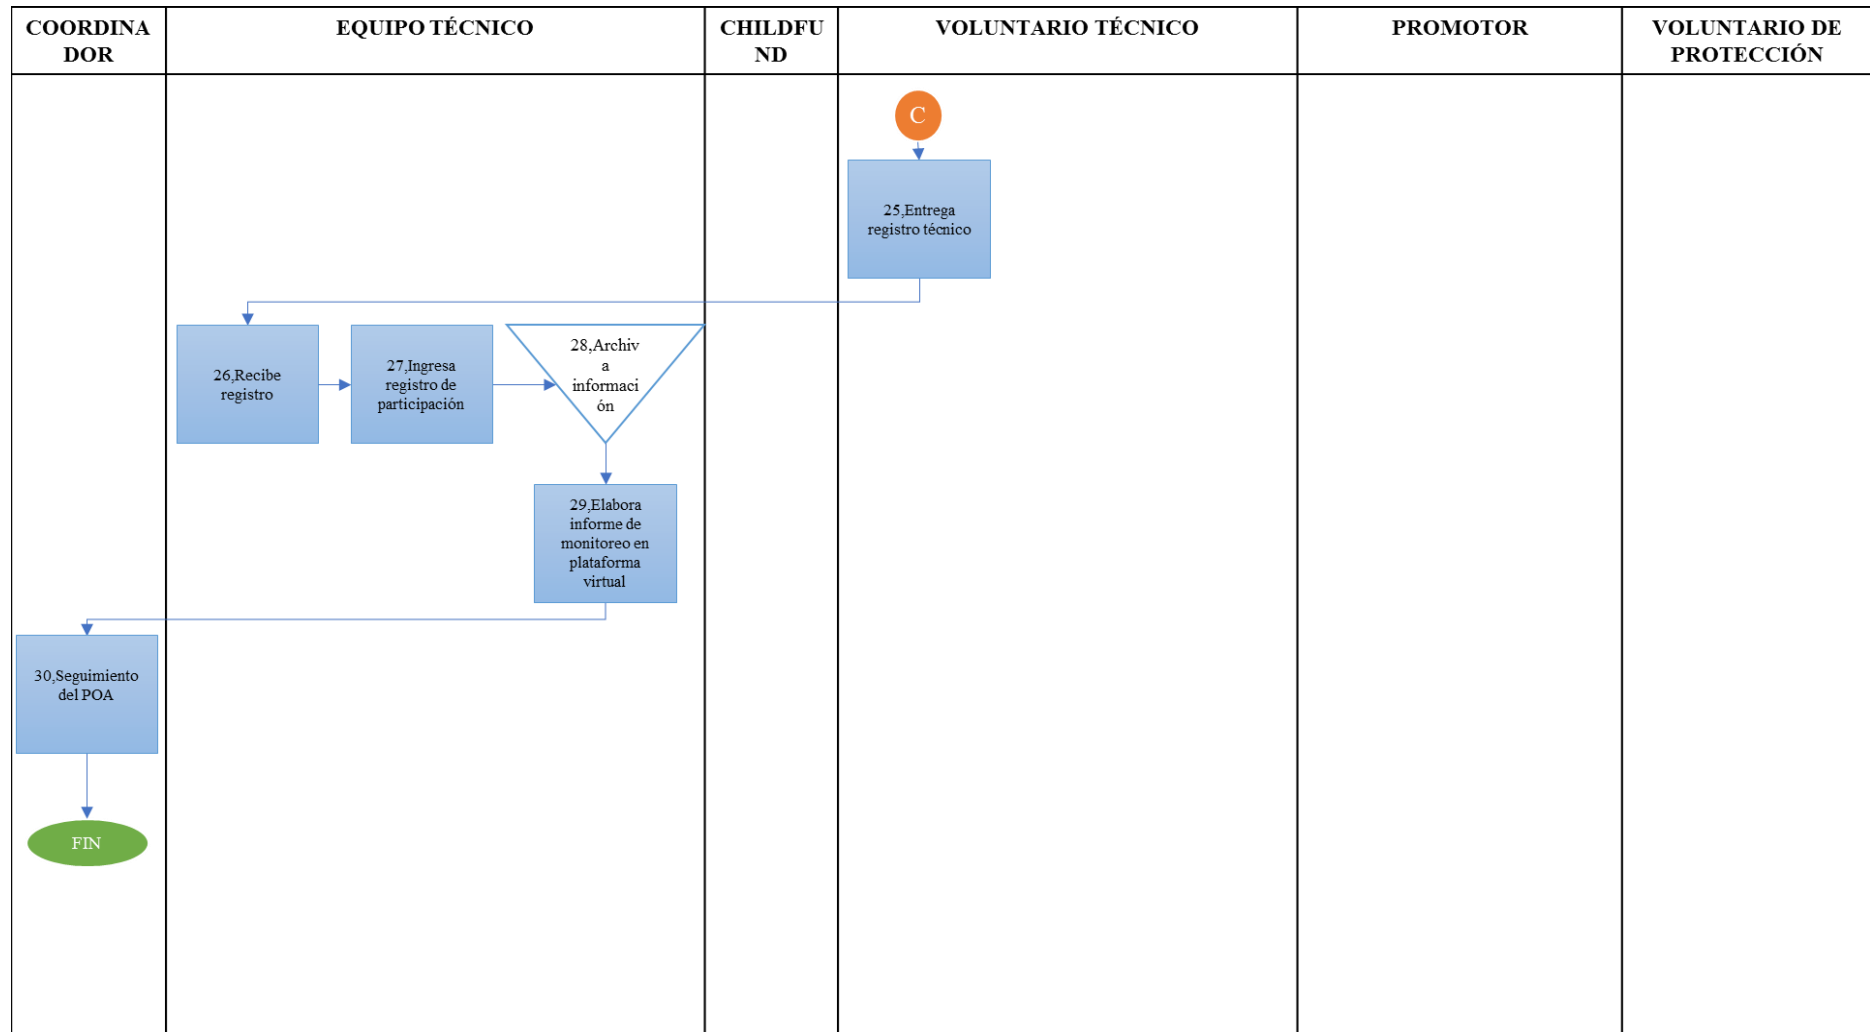 COORDINA
DOR
EQUIPO TÉCNICO
CHILDFU
ND
VOLUNTARIO TÉCNICO
PROMOTOR
VOLUNTARIO DE
PROTECCIÓN
C
25,Entrega
registro técnico
26,Recibe
registro
27,Ingresa
registro de
participación
28,Archiv
a
informaci
ón
29,Elabora
informe de
monitoreo en
plataforma
virtual
30,Seguimiento
del POA
FIN